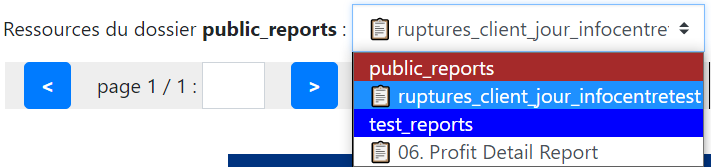 Ressources du dossier public_reports : ruptures_client_jour_infocentre
< page 1 / 1 : >
public_reports
ruptures_client_jour_infocentretest
test_reports
06. Profit Detail Report